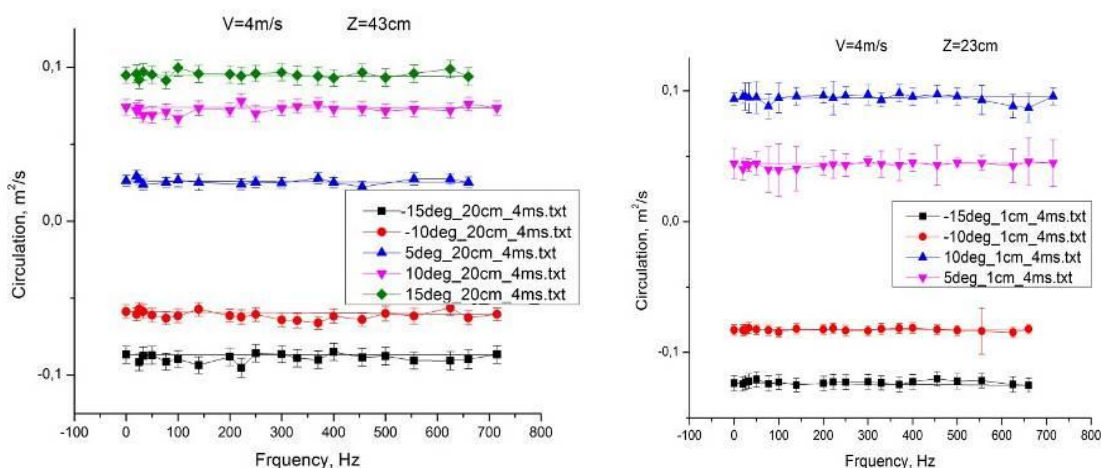 V=4m/s Z=43cm
0,1
0,0
-0,1
Circulation, m²/s
-15deg_20cm_4ms.txt
-10deg_20cm_4ms.txt
5deg_20cm_4ms.txt
10deg_20cm_4ms.txt
15deg_20cm_4ms.txt
-100 0 100 200 300 400 500 600 700 800
Frquency, Hz
V=4m/s Z=23cm
0,1
0,0
-0,1
Circulation, m²/s
-15deg_1cm_4ms.txt
-10deg_1cm_4ms.txt
10deg_1cm_4ms.txt
5deg_1cm_4ms.txt
-100 0 100 200 300 400 500 600 700 800
Frquency, Hz